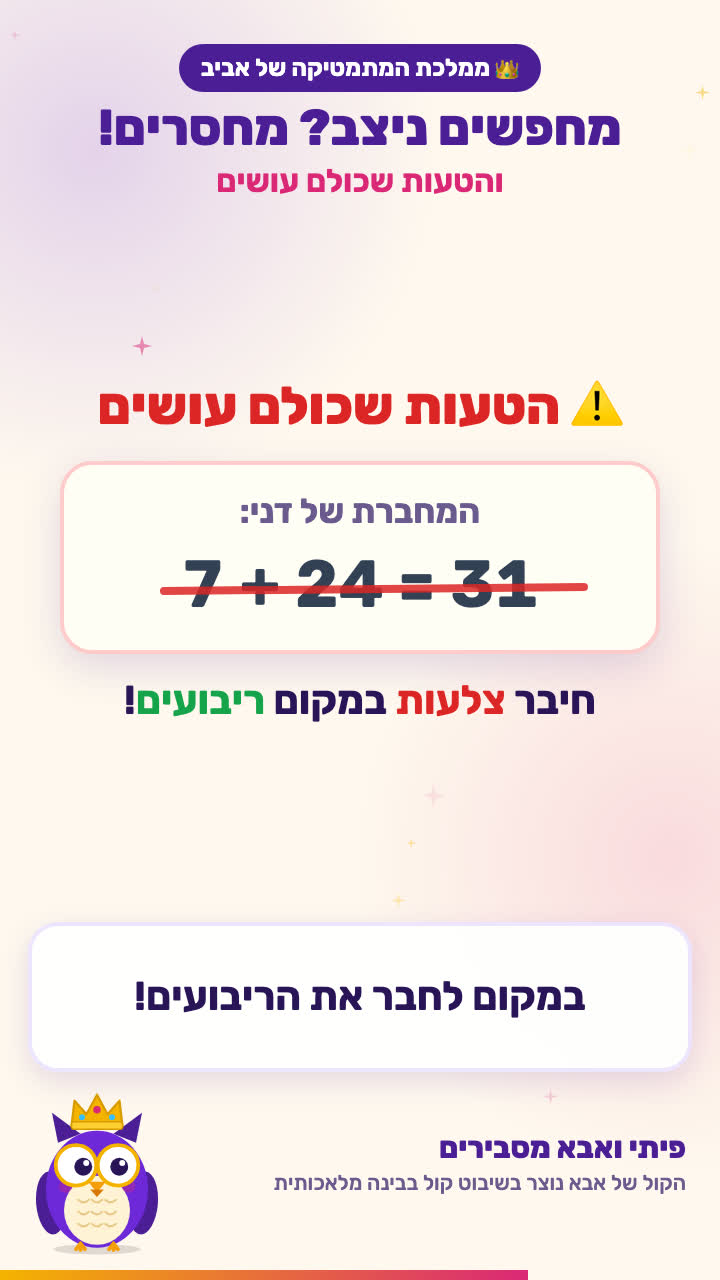 👑 ממלכת המתמטיקה של אביב
מחפשים ניצב? מחסרים!
והטעות שכולם עושים
⚠️ הטעות שכולם עושים
המחברת של דני:
7 + 24 = 31
חיבר צלעות במקום ריבועים!
במקום לחבר את הריבועים!
פיתי ואבא מסבירים
הקול של אבא נוצר בשיבוט קול בבינה מלאכותית